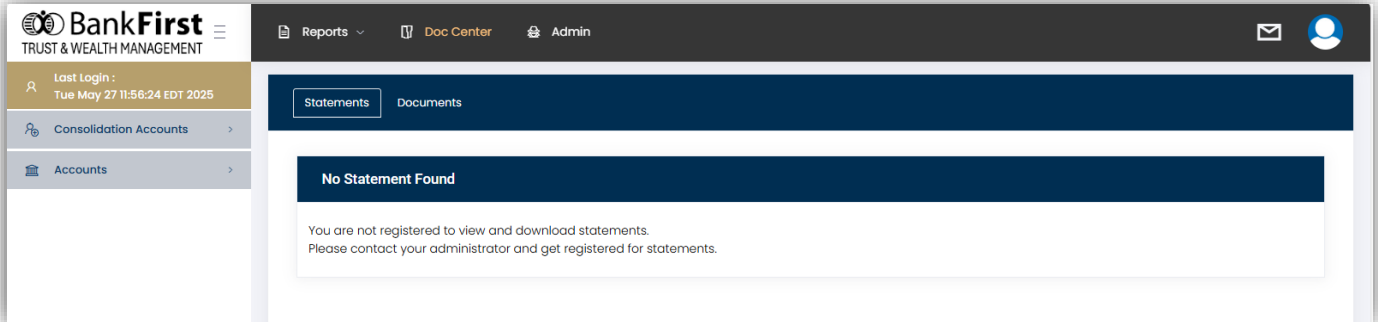 BankFirst
TRUST & WEALTH MANAGEMENT
Reports
Doc Center
Admin
Last Login :
Tue May 27 11:56:24 EDT 2025
Consolidation Accounts
Accounts
Statements
Documents
No Statement Found
You are not registered to view and download statements.
Please contact your administrator and get registered for statements.